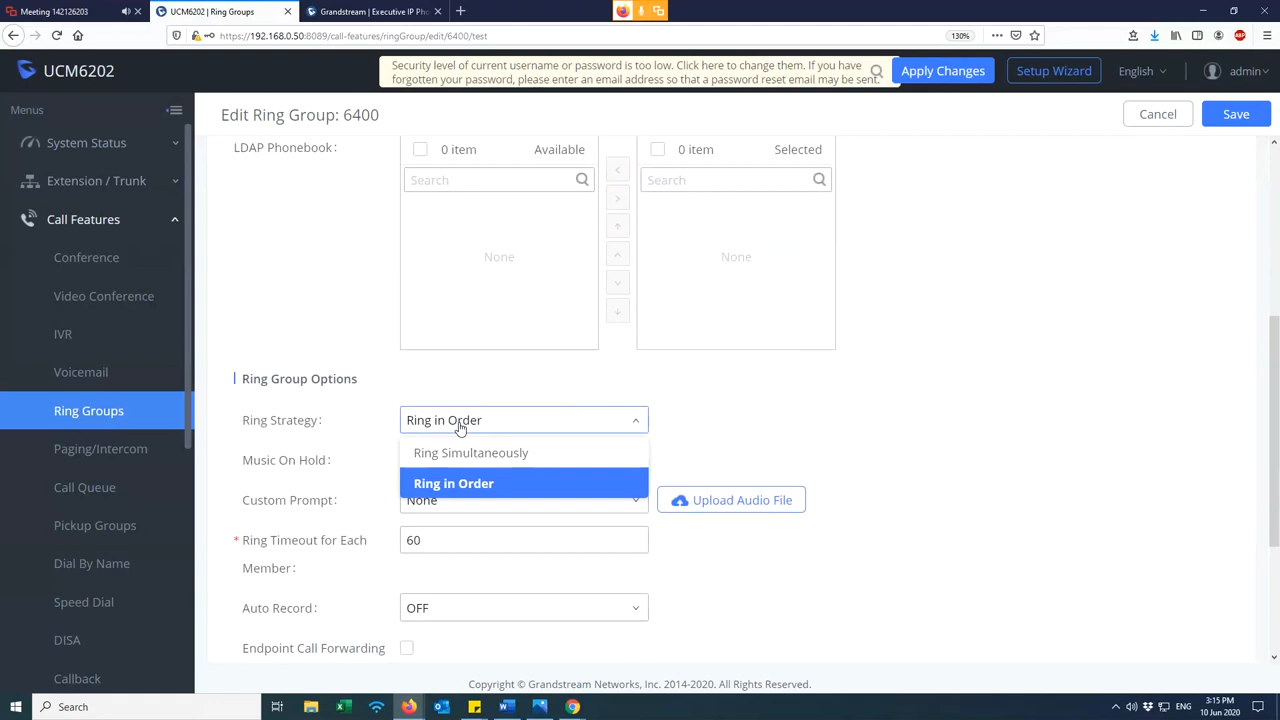 Meeting 142126203
UCM6202 | Ring Groups
Grandstream | Executive IP Pho
https://192.168.0.50:8089/call-features/ringGroup/edit/6400/test
130%
ABP
UCM6202
Security level of current username or password is too low. Click here to change them. If you have
forgotten your password, please enter an email address so that a password reset email may be sent.
Apply Changes
Setup Wizard
English
admin
Menus
Edit Ring Group: 6400
Cancel
Save
System Status
Extension / Trunk
Call Features
Conference
Video Conference
IVR
Voicemail
Ring Groups
Paging/Intercom
Call Queue
Pickup Groups
Dial By Name
Speed Dial
DISA
Callback
LDAP Phonebook :
0 item Available
0 item Selected
Search
Search
None
None
Ring Group Options
Ring Strategy :
Ring in Order
Ring Simultaneously
Ring in Order
Music On Hold :
Custom Prompt :
None
Upload Audio File
* Ring Timeout for Each
Member :
60
Auto Record :
OFF
Endpoint Call Forwarding
Copyright © Grandstream Networks, Inc. 2014-2020. All Rights Reserved.
Search
ENG
3:15 PM
10 Jun 2020